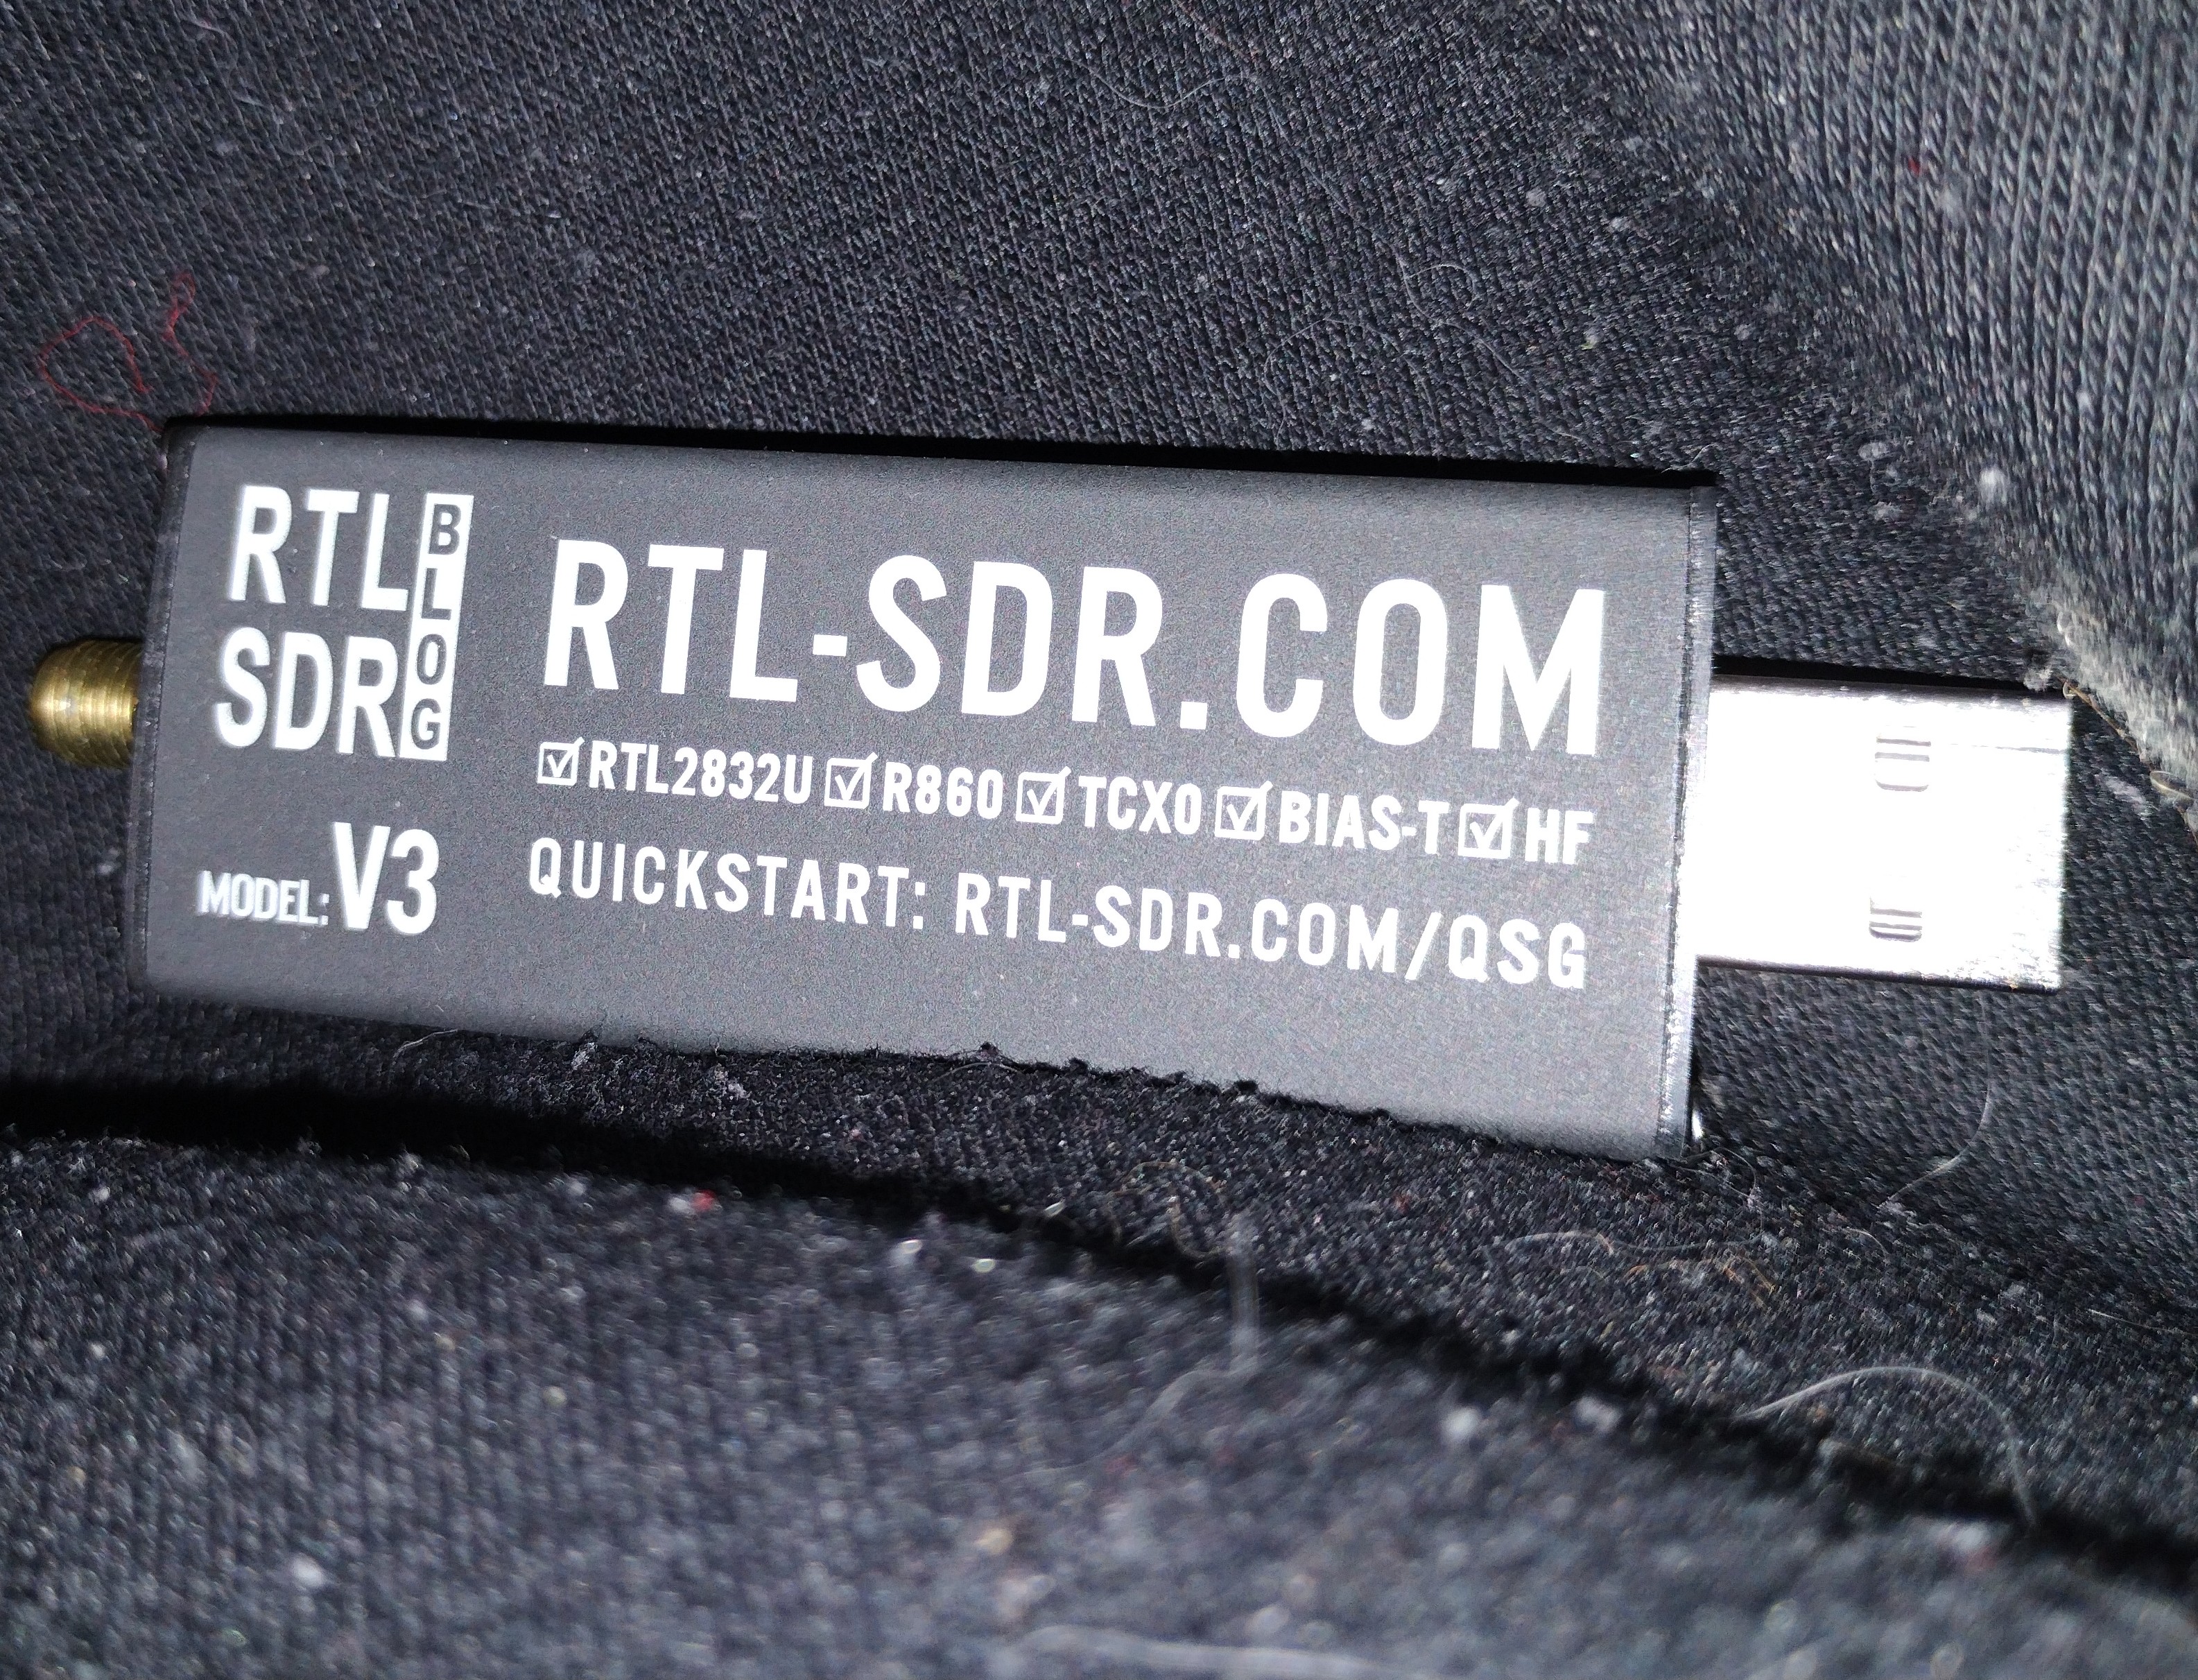 RTL
SDR
BLOG
MODEL: V3
RTL-SDR.COM
☑RTL2832U ☑R860 ☑TCXO ☑BIAS-T ☑HF
QUICKSTART: RTL-SDR.COM/QSG